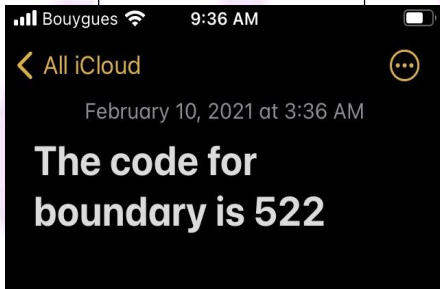 Bouygues 9:36 AM
All iCloud
February 10, 2021 at 3:36 AM
The code for
boundary is 522